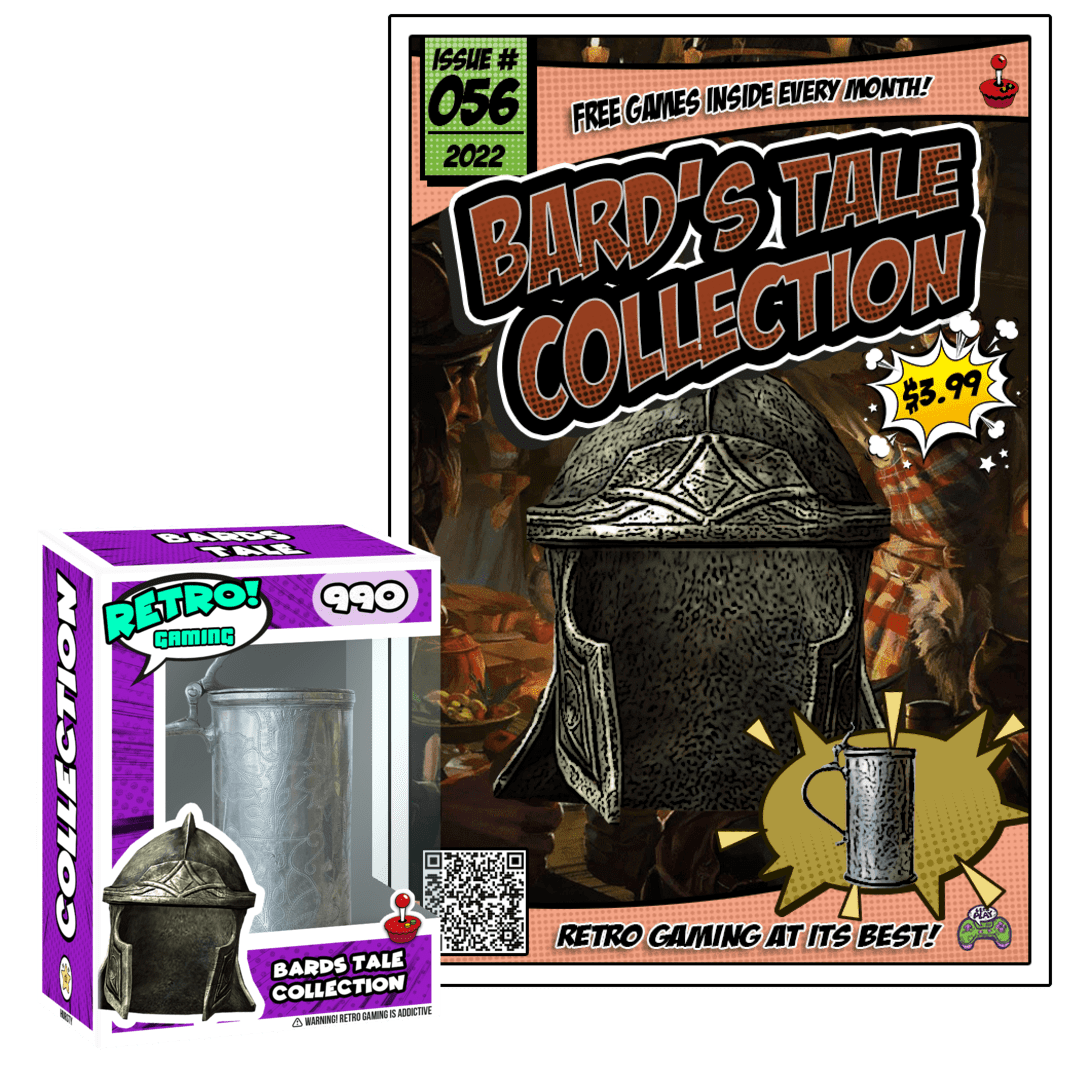 ISSUE #
056
2022
FREE GAMES INSIDE EVERY MONTH!
BARD'S TALE
COLLECTION
$3.99
RETRO GAMING AT ITS BEST!
BARDS
TALE
COLLECTION
RETRO!
GAMING
990
BARDS TALE
COLLECTION
WARNING! RETRO GAMING IS ADDICTIVE